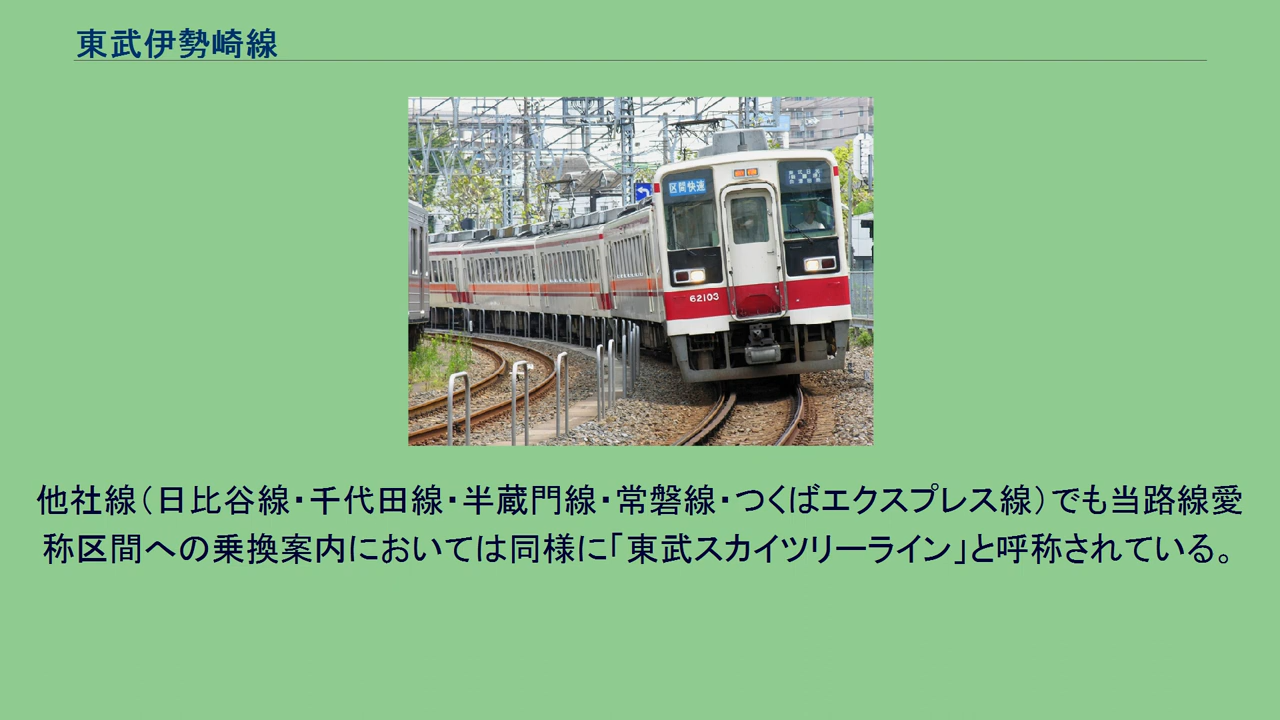 東武伊勢崎線
区間快速
62103
他社線(日比谷線・千代田線・半蔵門線・常磐線・つくばエクスプレス線)でも当路線愛
称区間への乗換案内においては同様に「東武スカイツリーライン」と呼称されている。